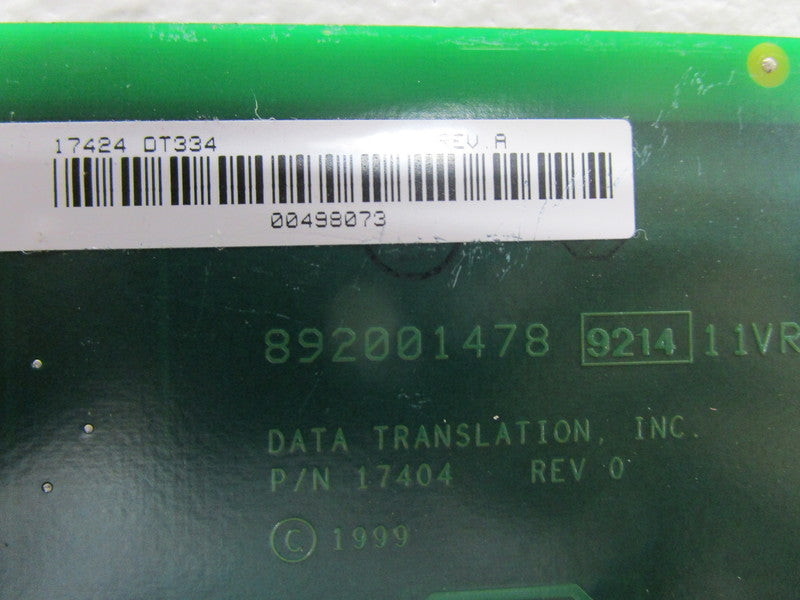 17424 DT334 REV.A
00498073
892001478 9214 11VR
DATA TRANSLATION, INC.
P/N 17404 REV 0
© 1999